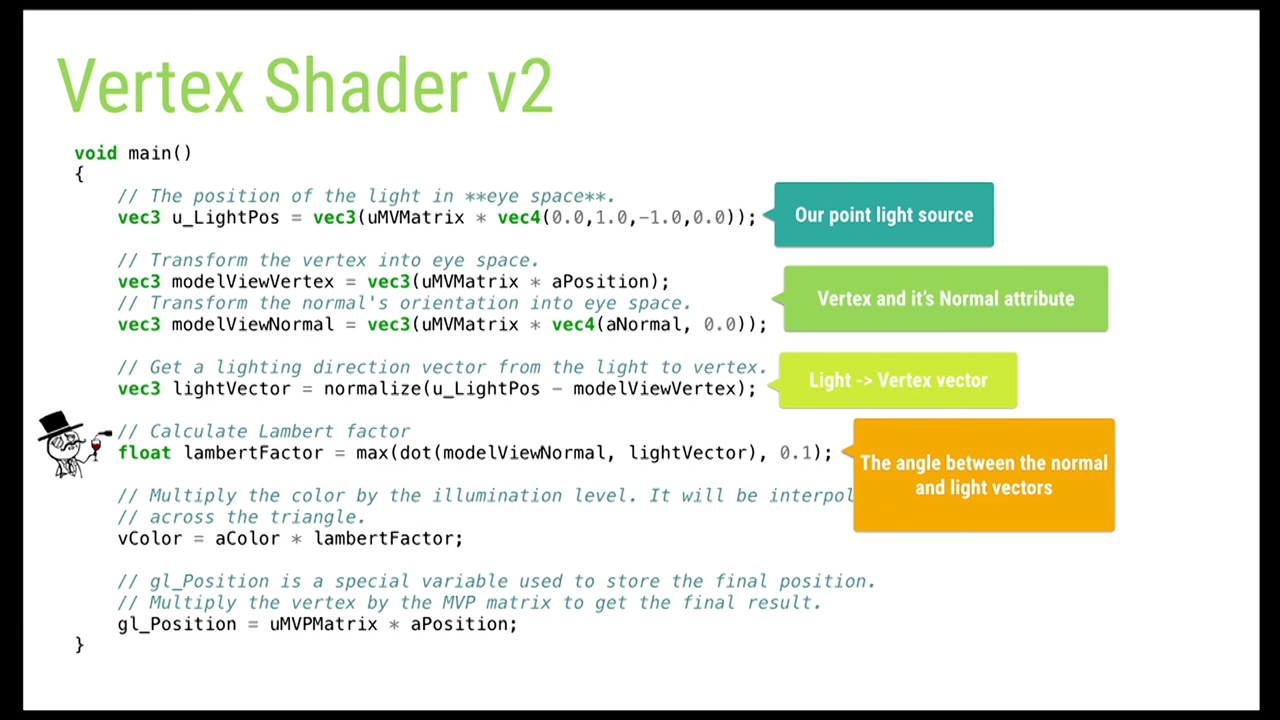 Vertex Shader v2
void main()
{
// The position of the light in **eye space**.
vec3 u_LightPos = vec3(uMVMatrix * vec4(0.0,1.0,-1.0,0.0));
Our point light source
// Transform the vertex into eye space.
vec3 modelViewVertex = vec3(uMVMatrix * aPosition);
// Transform the normal's orientation into eye space.
vec3 modelViewNormal = vec3(uMVMatrix * vec4(aNormal, 0.0));
Vertex and it's Normal attribute
// Get a lighting direction vector from the light to vertex.
vec3 lightVector = normalize(u_LightPos - modelViewVertex);
Light -> Vertex vector
// Calculate Lambert factor
float lambertFactor = max(dot(modelViewNormal, lightVector), 0.1);
The angle between the normal
and light vectors
// Multiply the color by the illumination level. It will be interpol
// across the triangle.
vColor = aColor * lambertFactor;
// gl_Position is a special variable used to store the final position.
// Multiply the vertex by the MVP matrix to get the final result.
gl_Position = uMVPMatrix * aPosition;
}